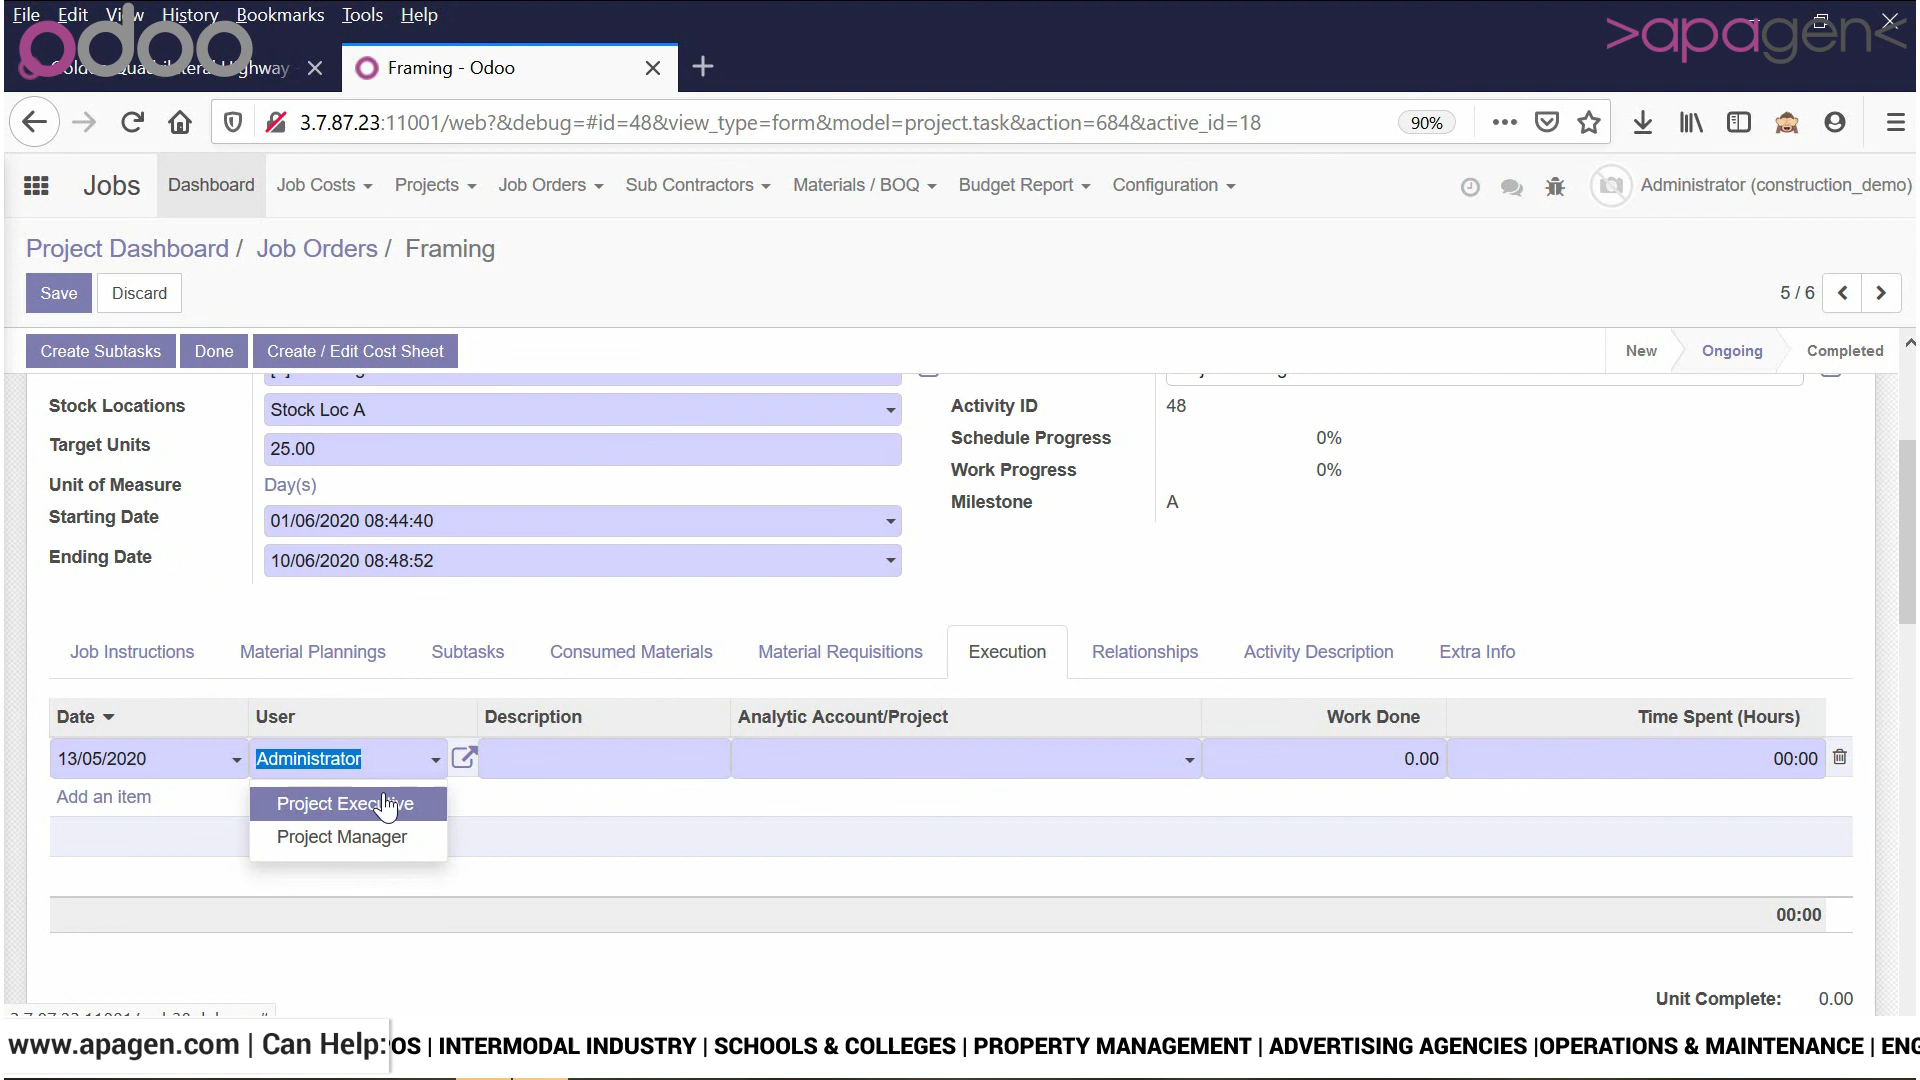 File Edit View History Bookmarks Tools Help
odoo
>apagen<
Framing - Odoo
3.7.87.23:11001/web?&debug=#id=48&view_type=form&model=project.task&action=684&active_id=18
90%
Jobs Dashboard Job Costs Projects Job Orders Sub Contractors Materials / BOQ Budget Report Configuration Administrator (construction_demo)
Project Dashboard / Job Orders / Framing
Save Discard 5 / 6
Create Subtasks Done Create / Edit Cost Sheet New Ongoing Completed
Stock Locations Stock Loc A Activity ID 48
Target Units 25.00 Schedule Progress 0%
Unit of Measure Day(s) Work Progress 0%
Starting Date 01/06/2020 08:44:40 Milestone A
Ending Date 10/06/2020 08:48:52
Job Instructions Material Plannings Subtasks Consumed Materials Material Requisitions Execution Relationships Activity Description Extra Info
Date User Description Analytic Account/Project Work Done Time Spent (Hours)
13/05/2020 Administrator 0.00 00:00
Add an item
Project Executive
Project Manager
00:00
Unit Complete: 0.00
www.apagen.com | Can Help: OS | INTERMODAL INDUSTRY | SCHOOLS & COLLEGES | PROPERTY MANAGEMENT | ADVERTISING AGENCIES |OPERATIONS & MAINTENANCE | ENG